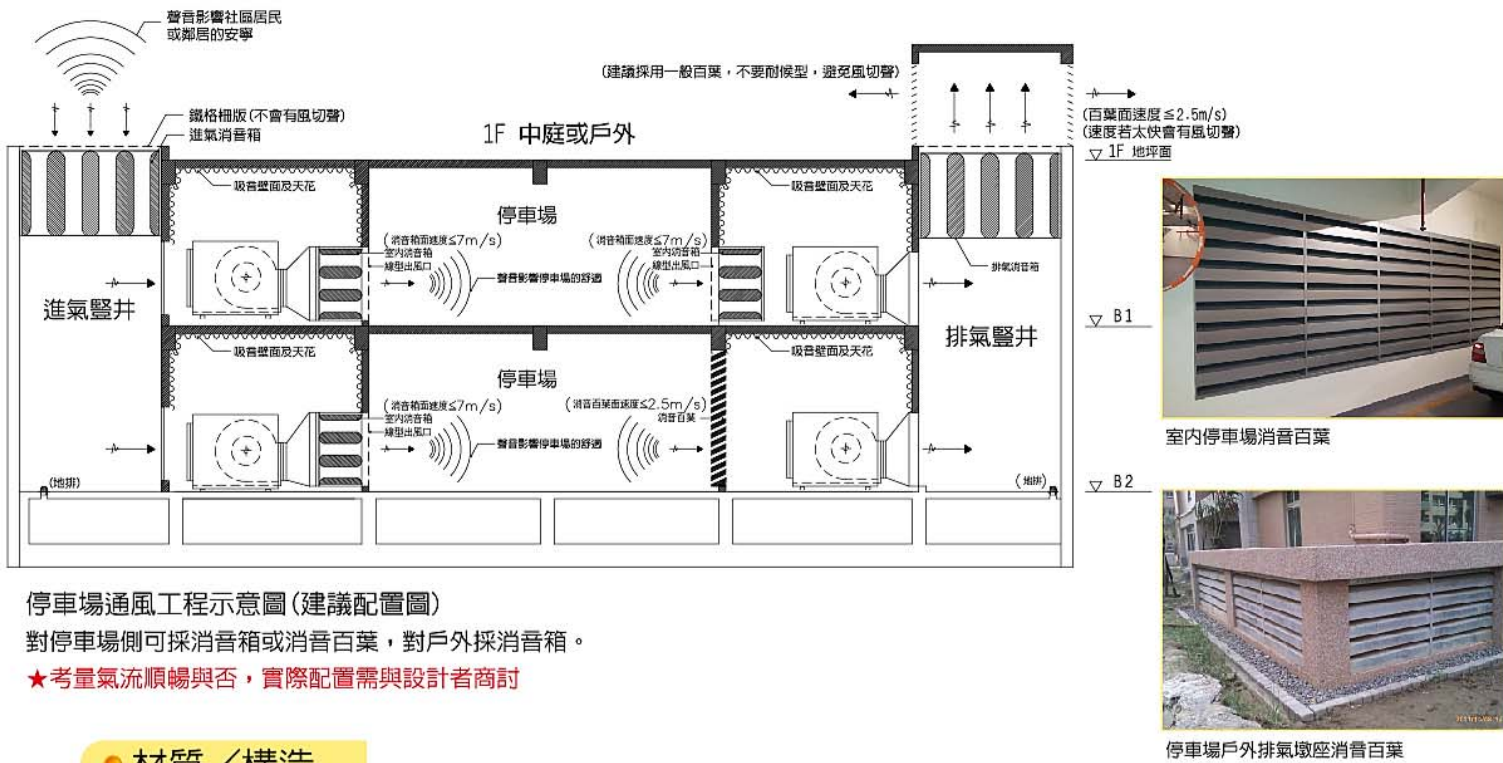 聲音影響社區居民
或鄰居的安寧
(建議採用一般百葉，不要耐候型，避免風切聲)
鐵格柵版(不會有風切聲)
進氣消音箱
1F 中庭或戶外
(百葉面速度≦2.5m/s)
(速度若太快會有風切聲)
▽ 1F 地坪面
吸音壁面及天花
吸音壁面及天花
停車場
(消音箱面速度≦7m/s)
室內消音箱
線型出風口
(消音箱面速度≦7m/s)
室內消音箱
線型出風口
聲音影響停車場的舒適
排氣消音箱
進氣豎井
排氣豎井
▽ B1
吸音壁面及天花
吸音壁面及天花
停車場
(消音箱面速度≦7m/s)
室內消音箱
線型出風口
(消音百葉面速度≦2.5m/s)
消音百葉
聲音影響停車場的舒適
(地排)
(地排)
▽ B2
室內停車場消音百葉
停車場通風工程示意圖(建議配置圖)
對停車場側可採消音箱或消音百葉，對戶外採消音箱。
★考量氣流順暢與否，實際配置需與設計者商討
停車場戶外排氣墩座消音百葉
材質／構造